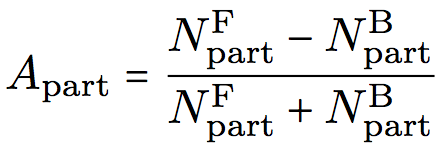 A_part = (N^F_part − N^B_part) / (N^F_part + N^B_part)